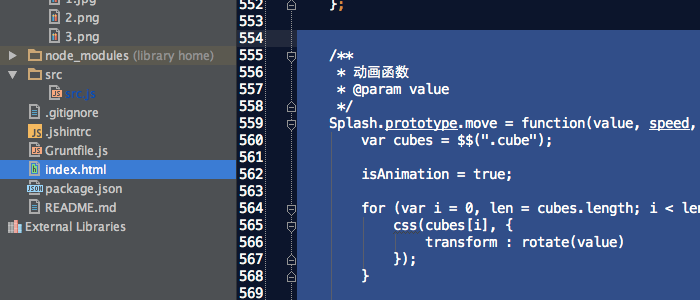 1.jpg
2.png
3.png
node_modules (library home)
src
src.js
.gitignore
.jshintrc
Gruntfile.js
index.html
package.json
README.md
External Libraries
552 };
553
554
555 /**
556 * 动画函数
557 * @param value
558 */
559 Splash.prototype.move = function(value, speed,
560 var cubes = $$(".cube");
561
562 isAnimation = true;
563
564 for (var i = 0, len = cubes.length; i < len
565 css(cubes[i], {
566 transform : rotate(value)
567 });
568 }
569